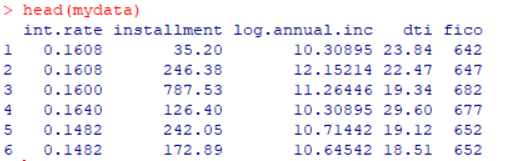 > head(mydata)
int.rate installment log.annual.inc dti fico
1 0.1608 35.20 10.30895 23.84 642
2 0.1608 246.38 12.15214 22.47 647
3 0.1600 787.53 11.26446 19.34 682
4 0.1640 126.40 10.30895 29.60 677
5 0.1482 242.05 10.71442 19.12 652
6 0.1482 172.89 10.64542 18.51 652